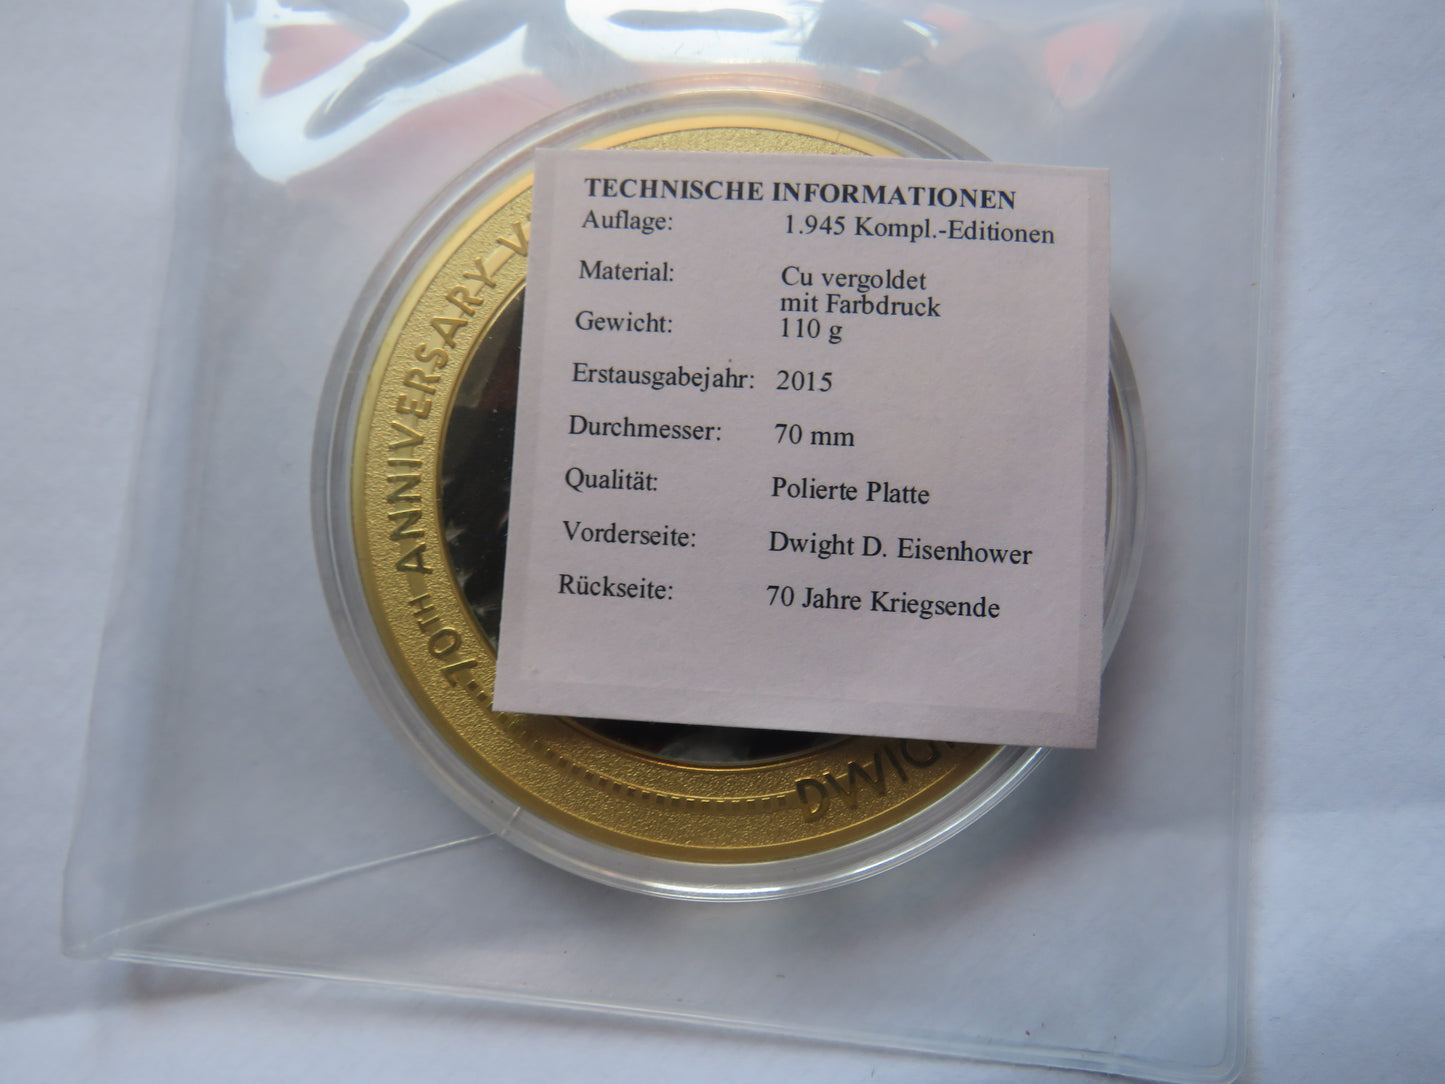 TECHNISCHE INFORMATIONEN
Auflage: 1.945 Kompl.-Editionen
Material: Cu vergoldet
mit Farbdruck
Gewicht: 110 g
Erstausgabejahr: 2015
Durchmesser: 70 mm
Qualität: Polierte Platte
Vorderseite: Dwight D. Eisenhower
Rückseite: 70 Jahre Kriegsende
70TH ANNIVERSARY